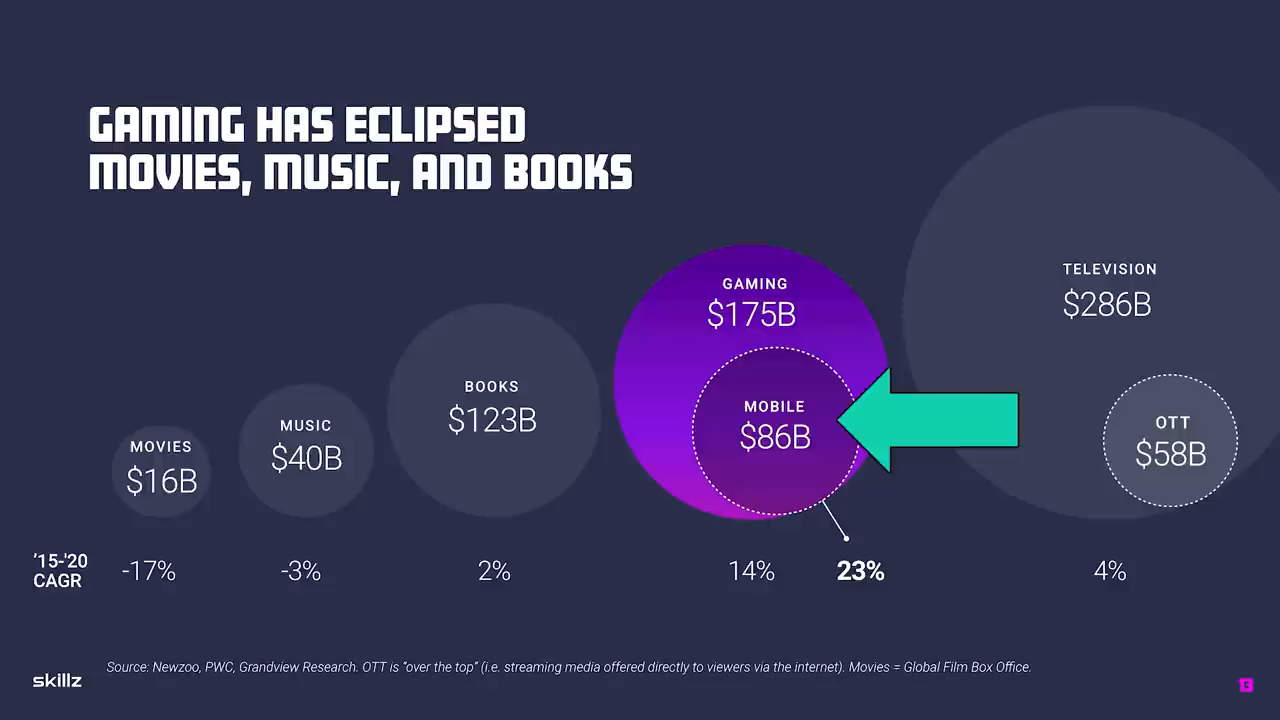 GAMING HAS ECLIPSED
MOVIES, MUSIC, AND BOOKS
MOVIES
$16B
MUSIC
$40B
BOOKS
$123B
GAMING
$175B
MOBILE
$86B
TELEVISION
$286B
OTT
$58B
'15-'20
CAGR
-17%
-3%
2%
14%
23%
4%
Source: Newzoo, PWC, Grandview Research. OTT is “over the top” (i.e. streaming media offered directly to viewers via the internet). Movies = Global Film Box Office.
skillz